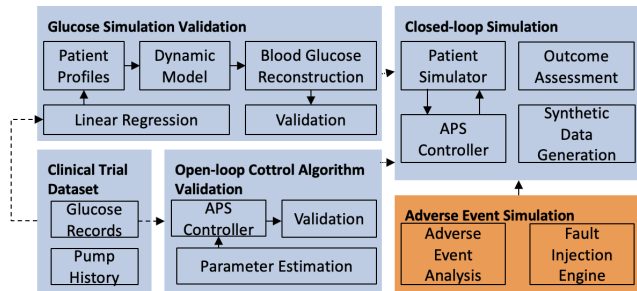 Glucose Simulation Validation
Patient
Profiles
Dynamic
Model
Blood Glucose
Reconstruction
Linear Regression
Validation
Closed-loop Simulation
Patient
Simulator
Outcome
Assessment
APS
Controller
Synthetic
Data
Generation
Clinical Trial
Dataset
Glucose
Records
Pump
History
Open-loop Cottrol Algorithm
Validation
APS
Controller
Validation
Parameter Estimation
Adverse Event Simulation
Adverse
Event
Analysis
Fault
Injection
Engine